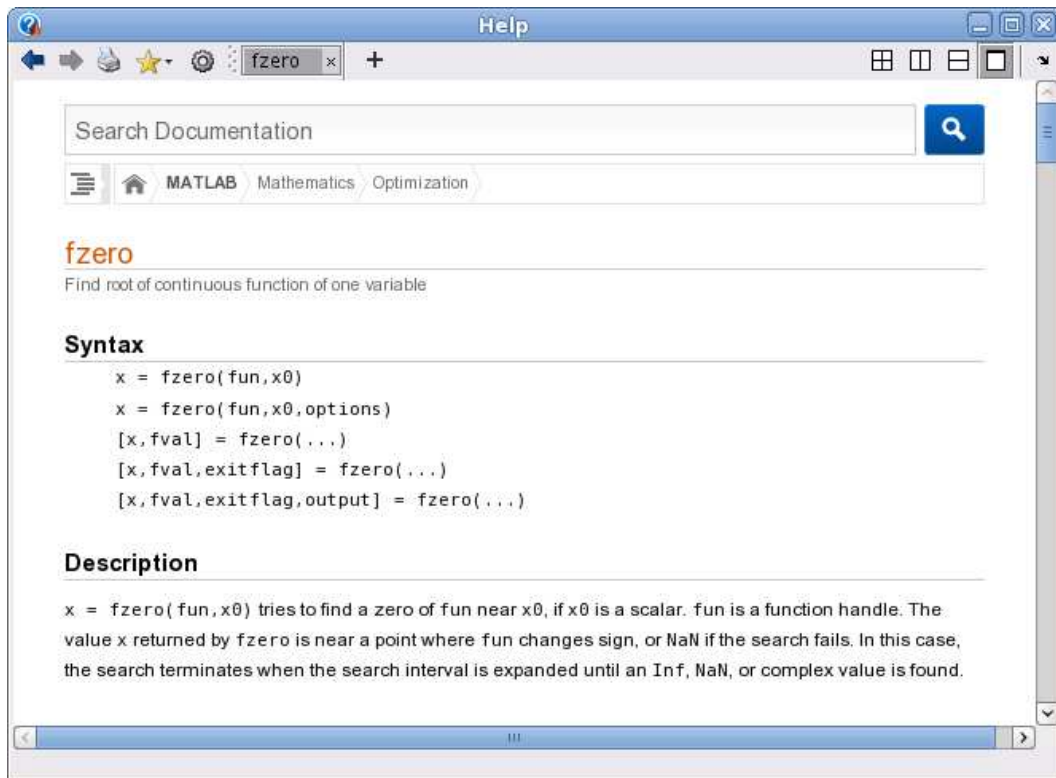 Help
fzero
Search Documentation
MATLAB Mathematics Optimization
fzero
Find root of continuous function of one variable
Syntax
x = fzero(fun,x0)
x = fzero(fun,x0,options)
[x,fval] = fzero(...)
[x,fval,exitflag] = fzero(...)
[x,fval,exitflag,output] = fzero(...)
Description
x = fzero(fun,x0) tries to find a zero of fun near x0, if x0 is a scalar. fun is a function handle. The
value x returned by fzero is near a point where fun changes sign, or NaN if the search fails. In this case,
the search terminates when the search interval is expanded until an Inf, NaN, or complex value is found.